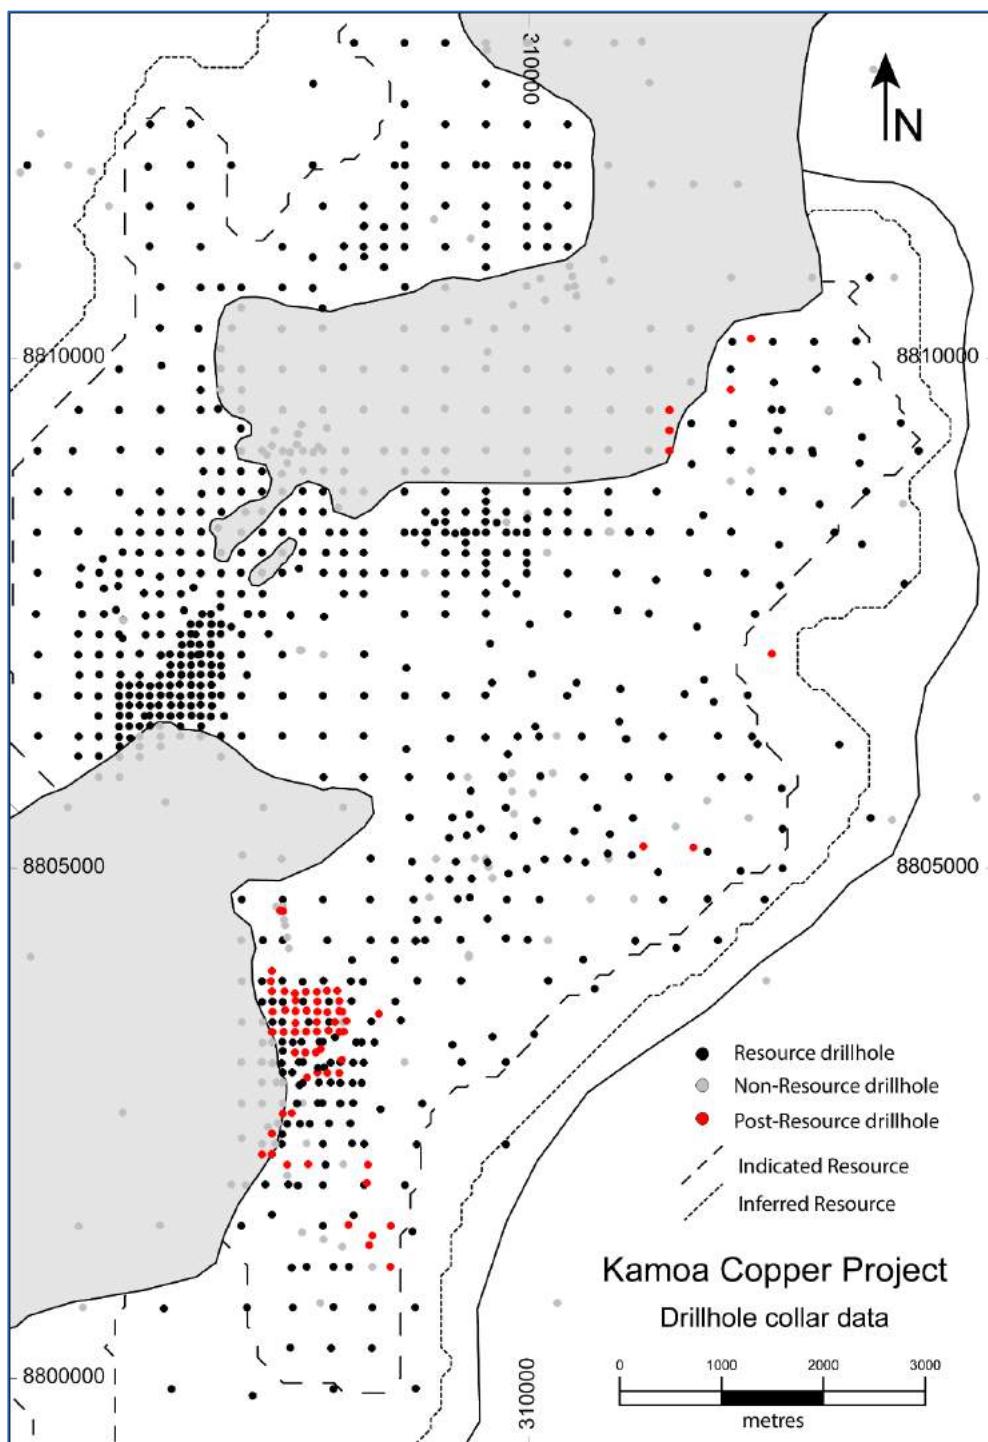 310000
N
8810000
8810000
8805000
8805000
Resource drillhole
Non-Resource drillhole
Post-Resource drillhole
Indicated Resource
Inferred Resource
Kamoa Copper Project
Drillhole collar data
0 1000 2000 3000
metres
8800000
310000